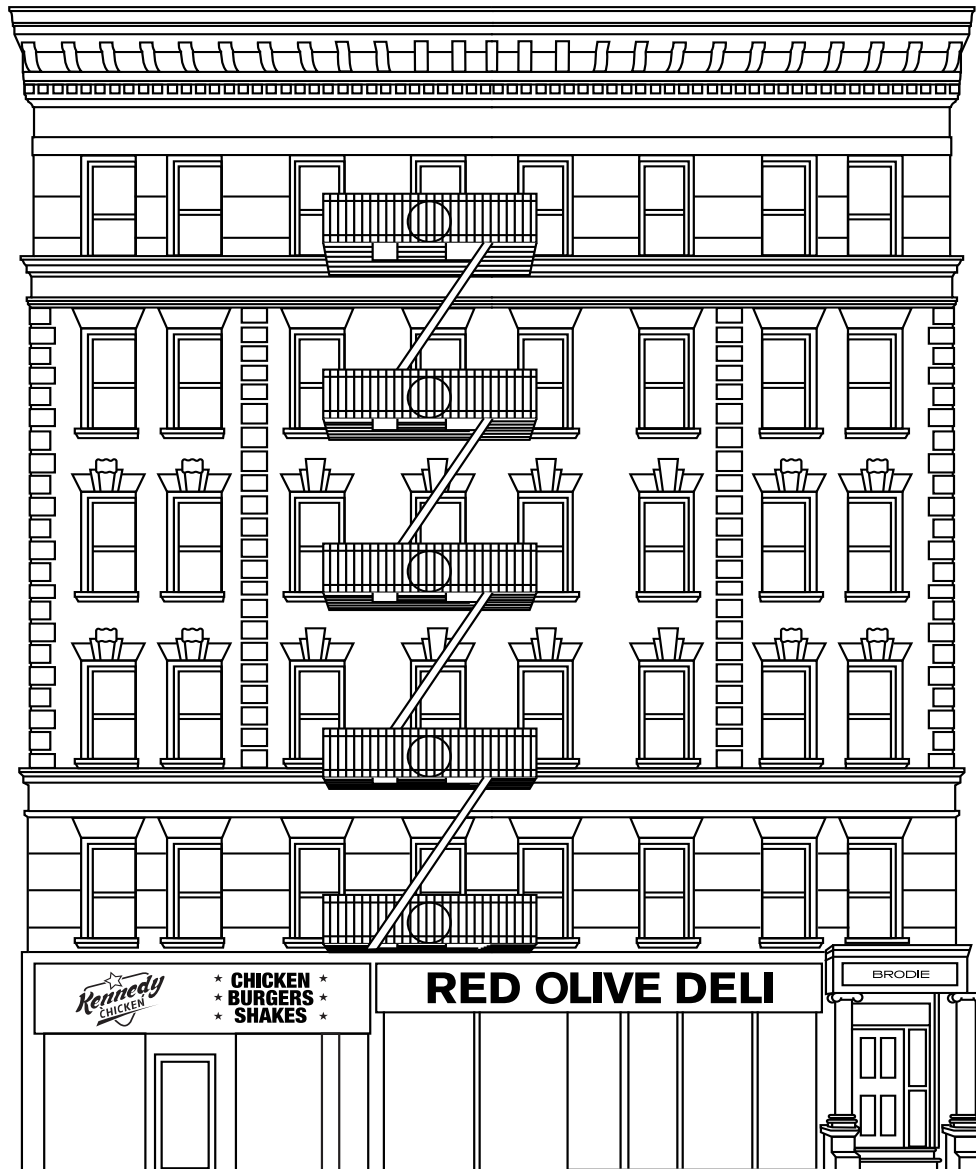 Kennedy
CHICKEN
CHICKEN
BURGERS
SHAKES
RED OLIVE DELI
BRODIE